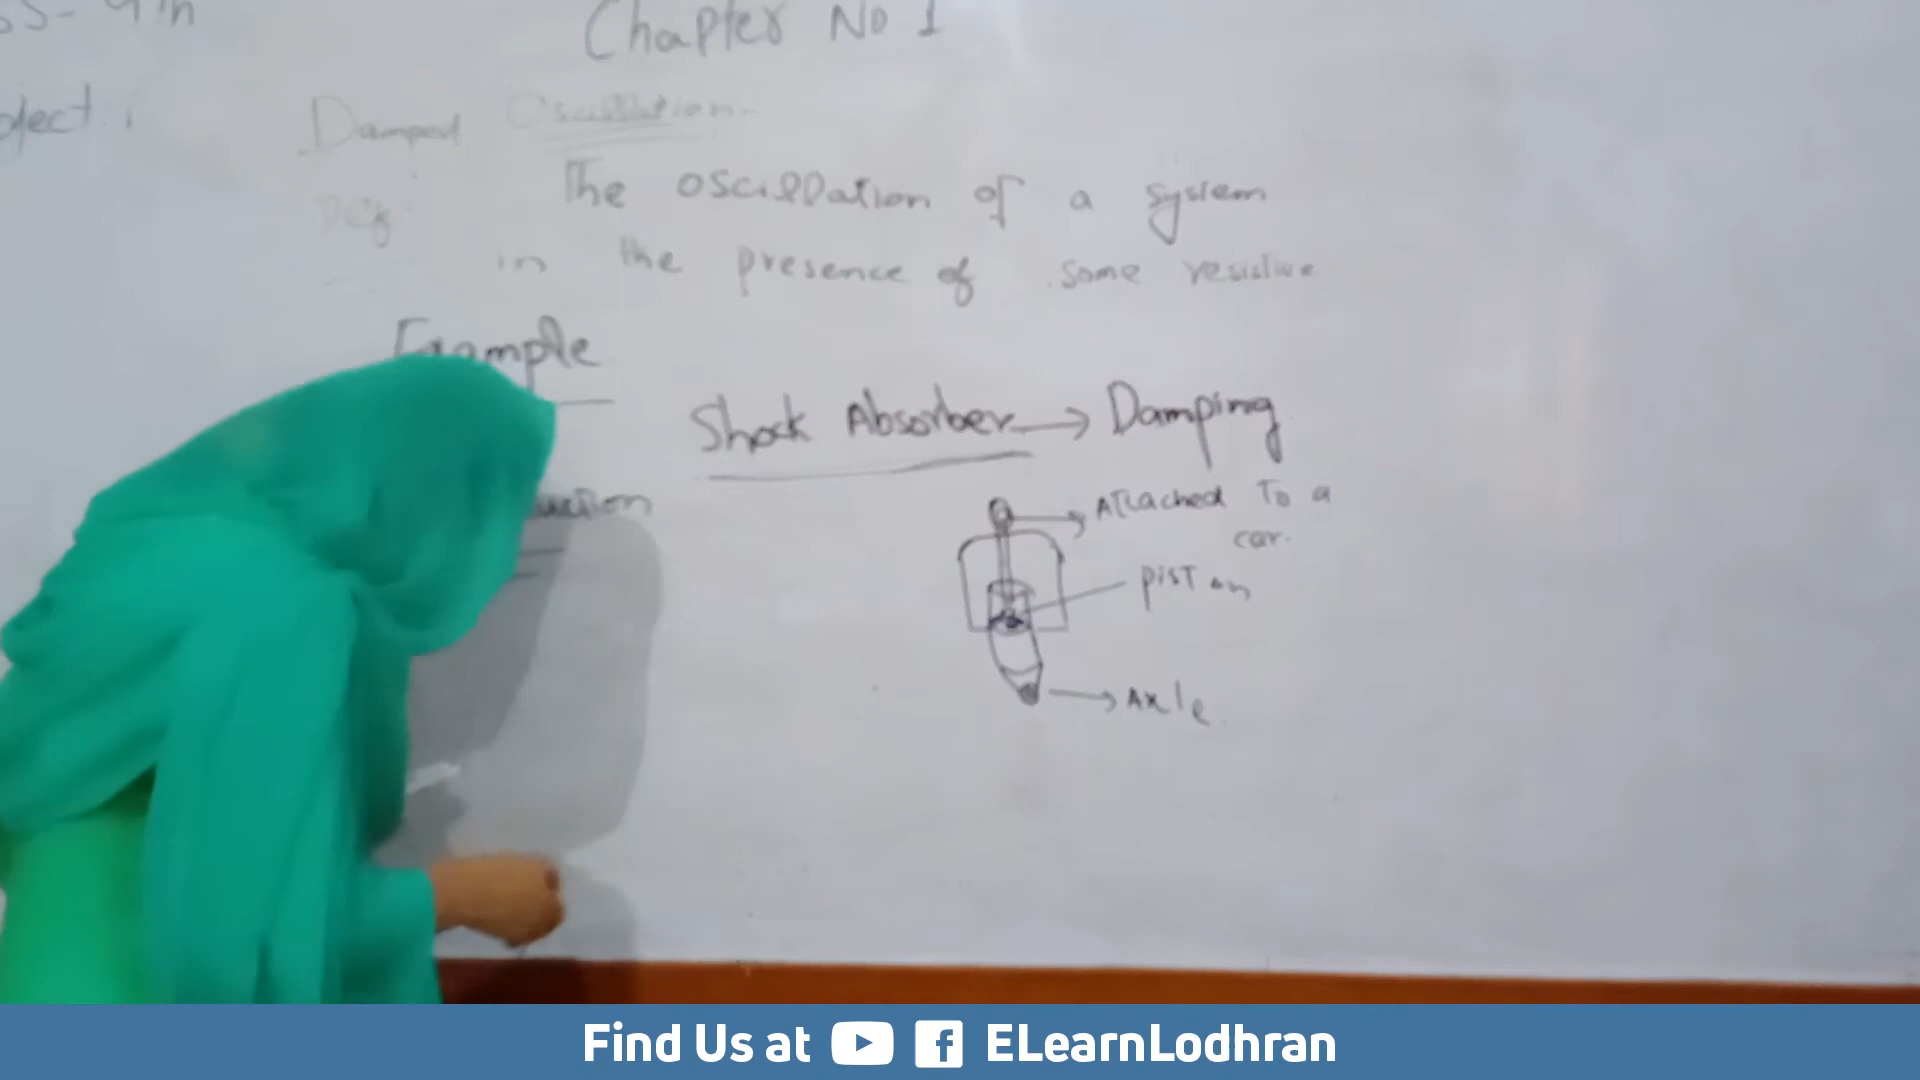 Chapter No 1
Damped Oscillation
Def
The oscillation of a system
in the presence of some resistive
Example
Shock Absorber → Damping
Attached To a
car.
piston
Axle
Find Us at ELearnLodhran